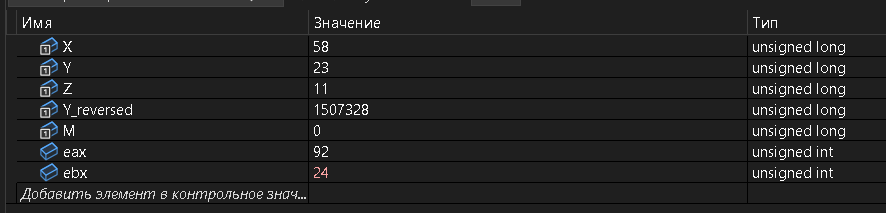 Имя Значение Тип
X 58 unsigned long
Y 23 unsigned long
Z 11 unsigned long
Y_reversed 1507328 unsigned long
M 0 unsigned long
eax 92 unsigned int
ebx 24 unsigned int
Добавить элемент в контрольное знач...